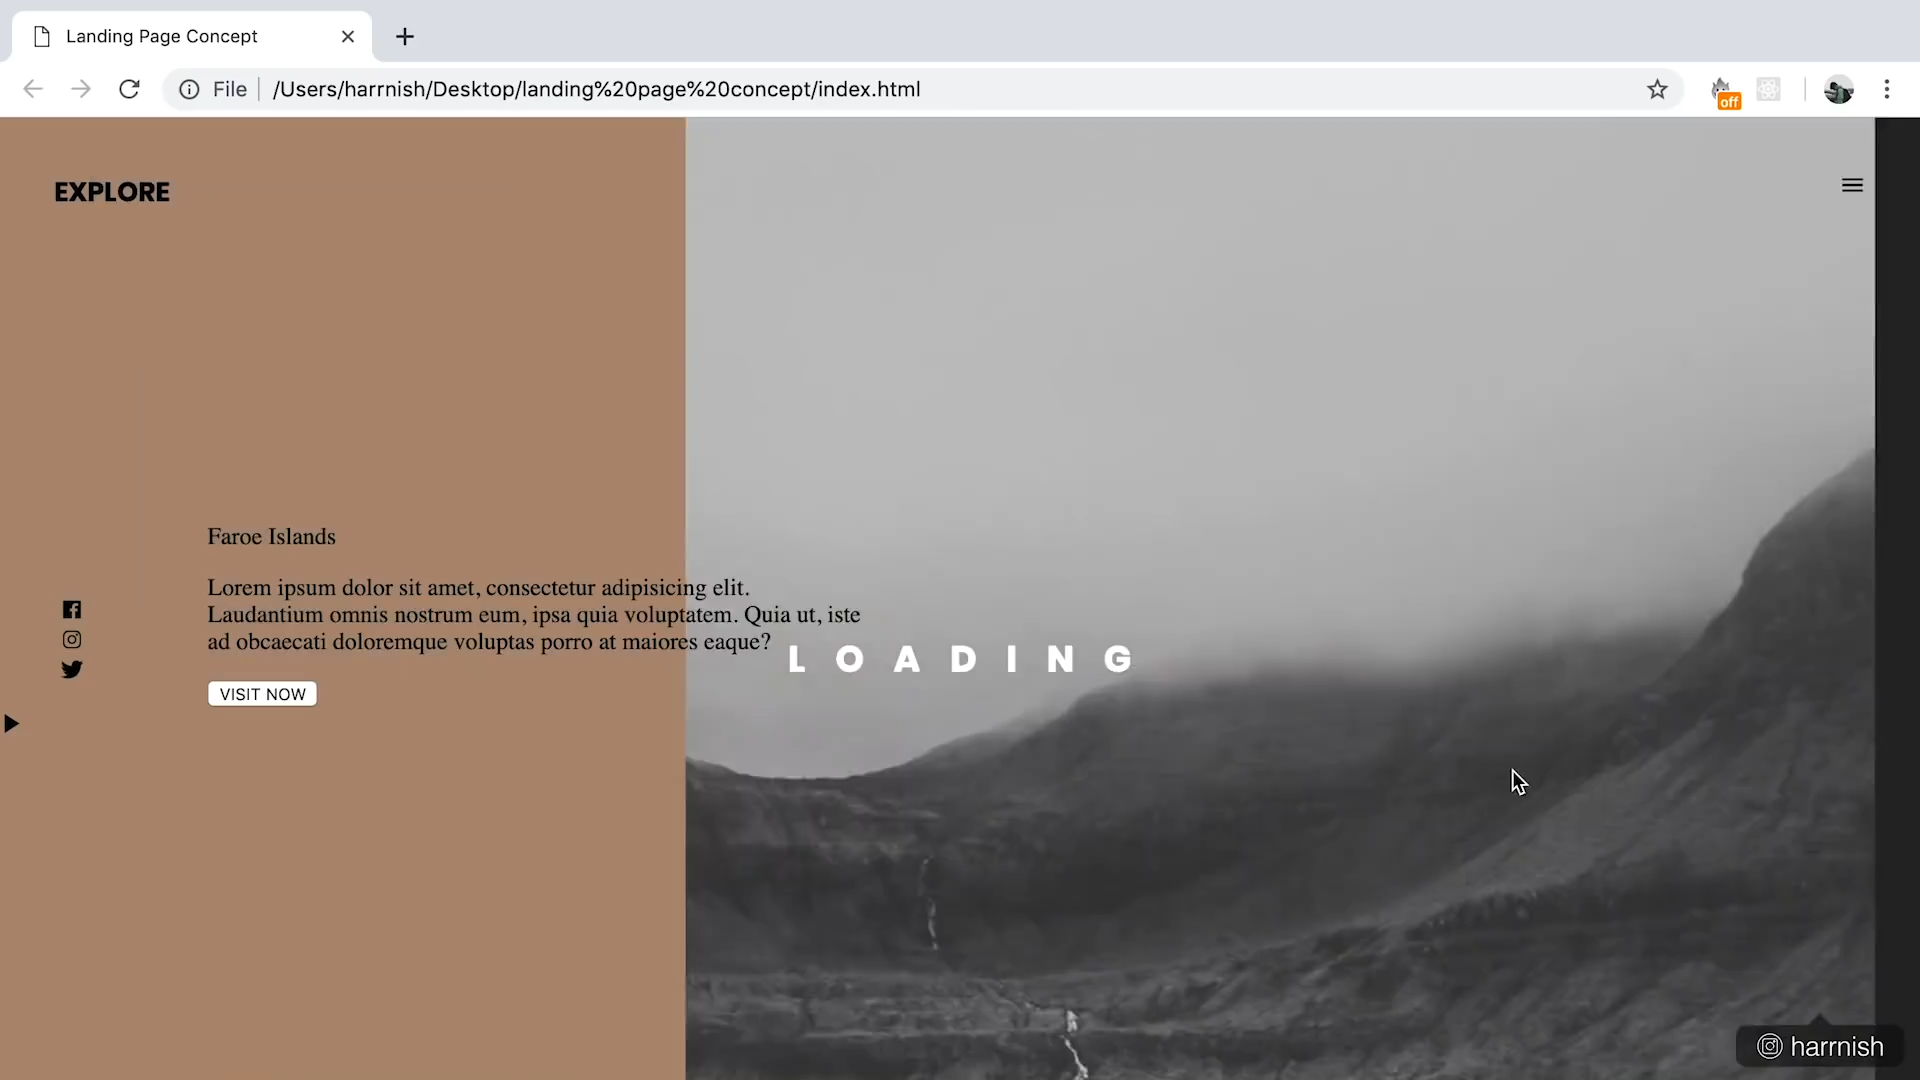 Landing Page Concept
File
/Users/harrnish/Desktop/landing%20page%20concept/index.html
off
EXPLORE
Faroe Islands
Lorem ipsum dolor sit amet, consectetur adipisicing elit.
Laudantium omnis nostrum eum, ipsa quia voluptatem. Quia ut, iste
ad obcaecati doloremque voluptas porro at maiores eaque?
LOADING
VISIT NOW
harrnish